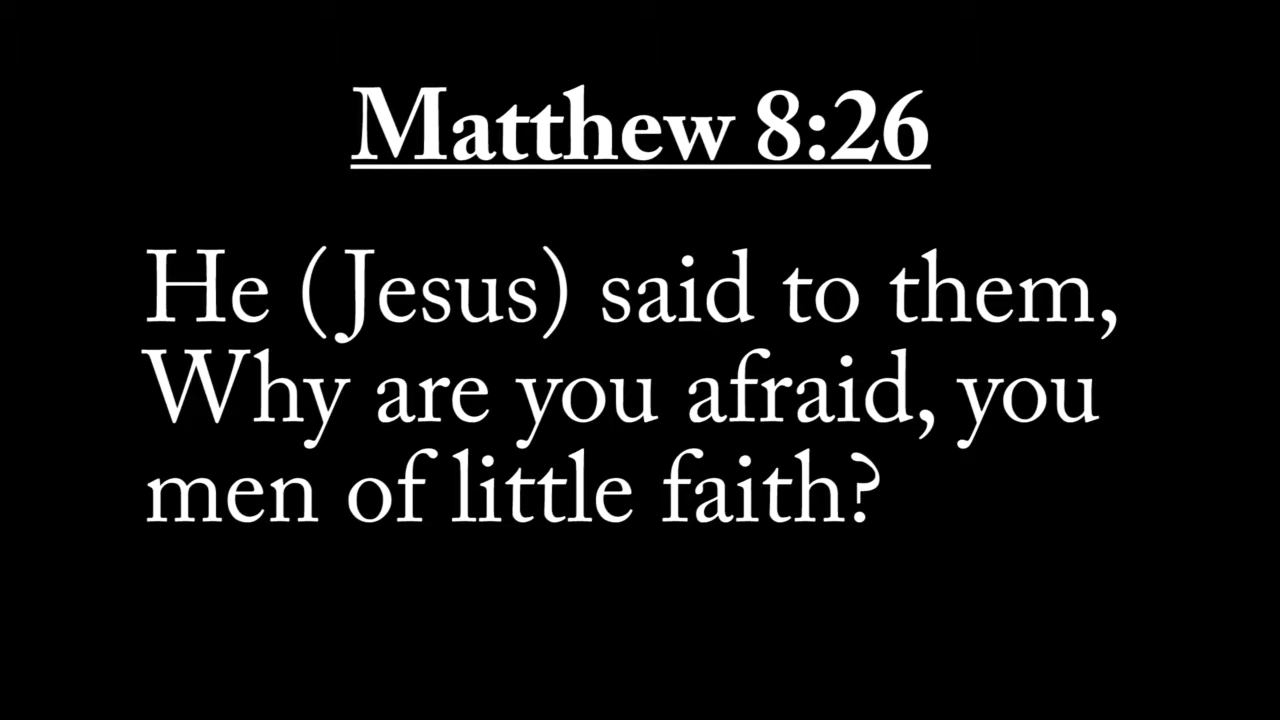 Matthew 8:26
He (Jesus) said to them,
Why are you afraid, you
men of little faith?